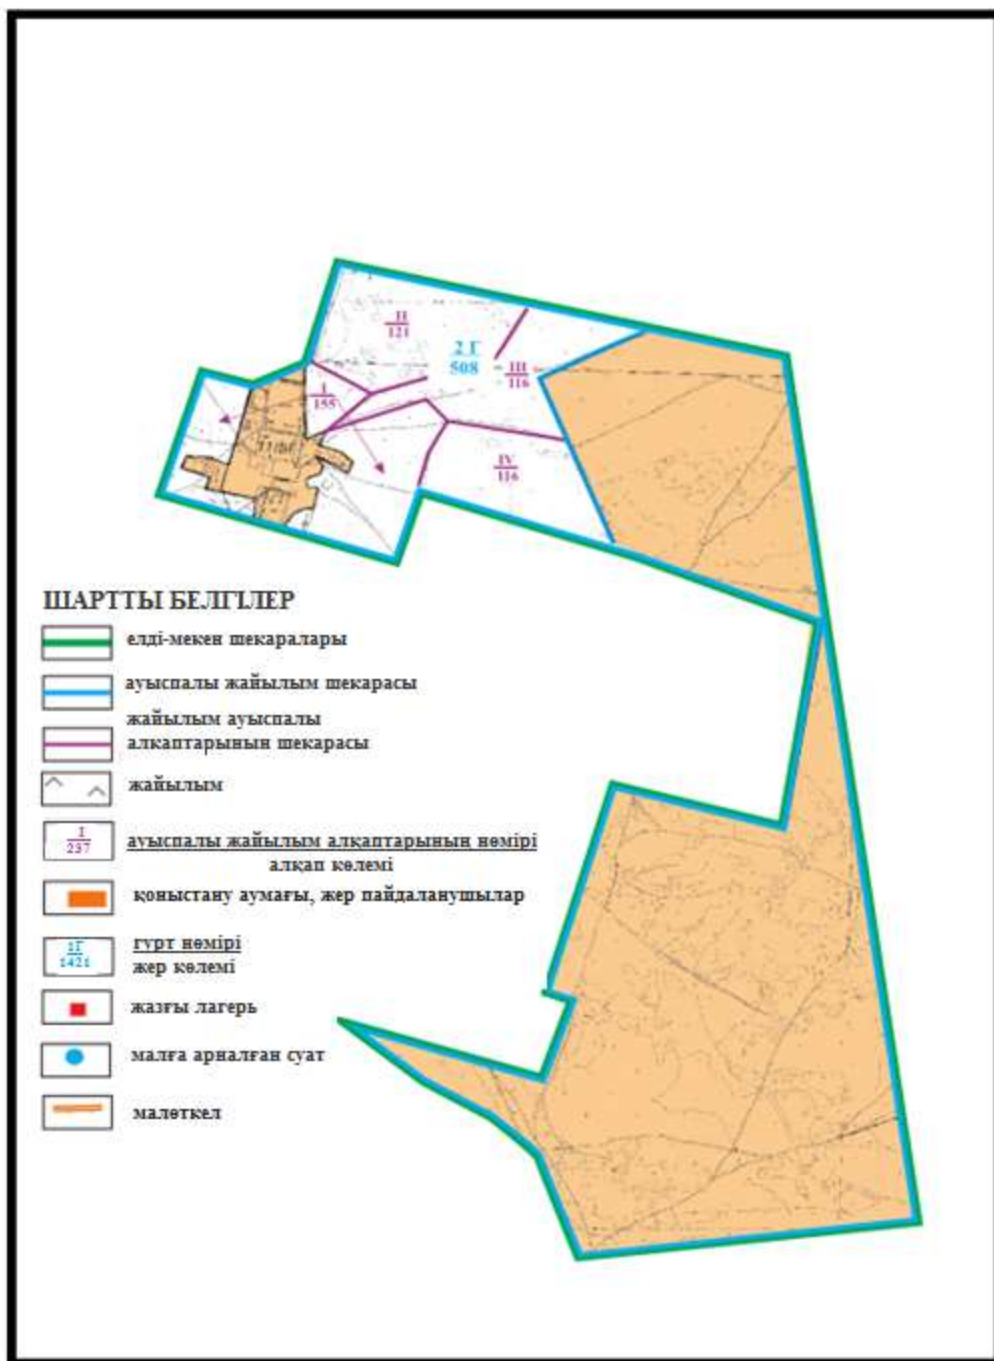 II
121
2 Г
508
III
116
I
155
IV
116
ШАРТТЫ БЕЛГІЛЕР
елді-мекен шекаралары
ауыспалы жайылым шекарасы
жайылым ауыспалы
алқаптарының шекарасы
жайылым
I
237
ауыспалы жайылым алқаптарының нөмірі
алқап көлемі
қоныстану аумағы, жер пайдаланушылар
1Г
1421
гурт нөмірі
жер көлемі
жазғы лагерь
малға арналған суат
малөткел